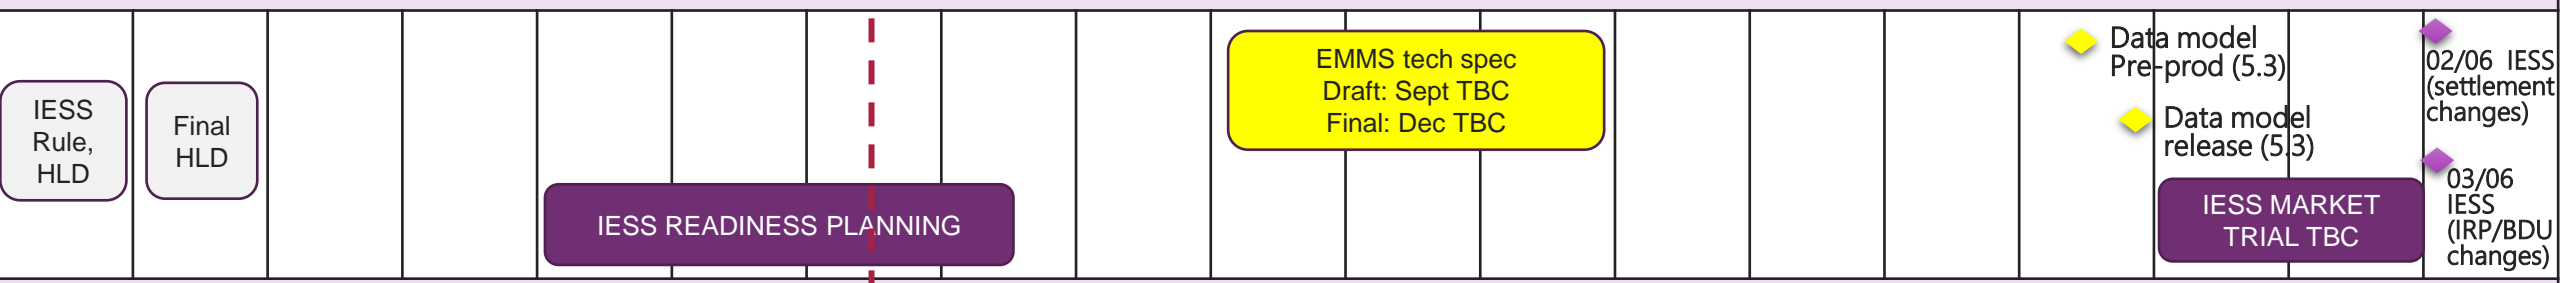 IESS
Rule,
HLD
Final
HLD
IESS READINESS PLANNING
EMMS tech spec
Draft: Sept TBC
Final: Dec TBC
Data model
Pre-prod (5.3)
Data model
release (5.3)
IESS MARKET
TRIAL TBC
02/06 IESS
(settlement
changes)
03/06
IESS
(IRP/BDU
changes)